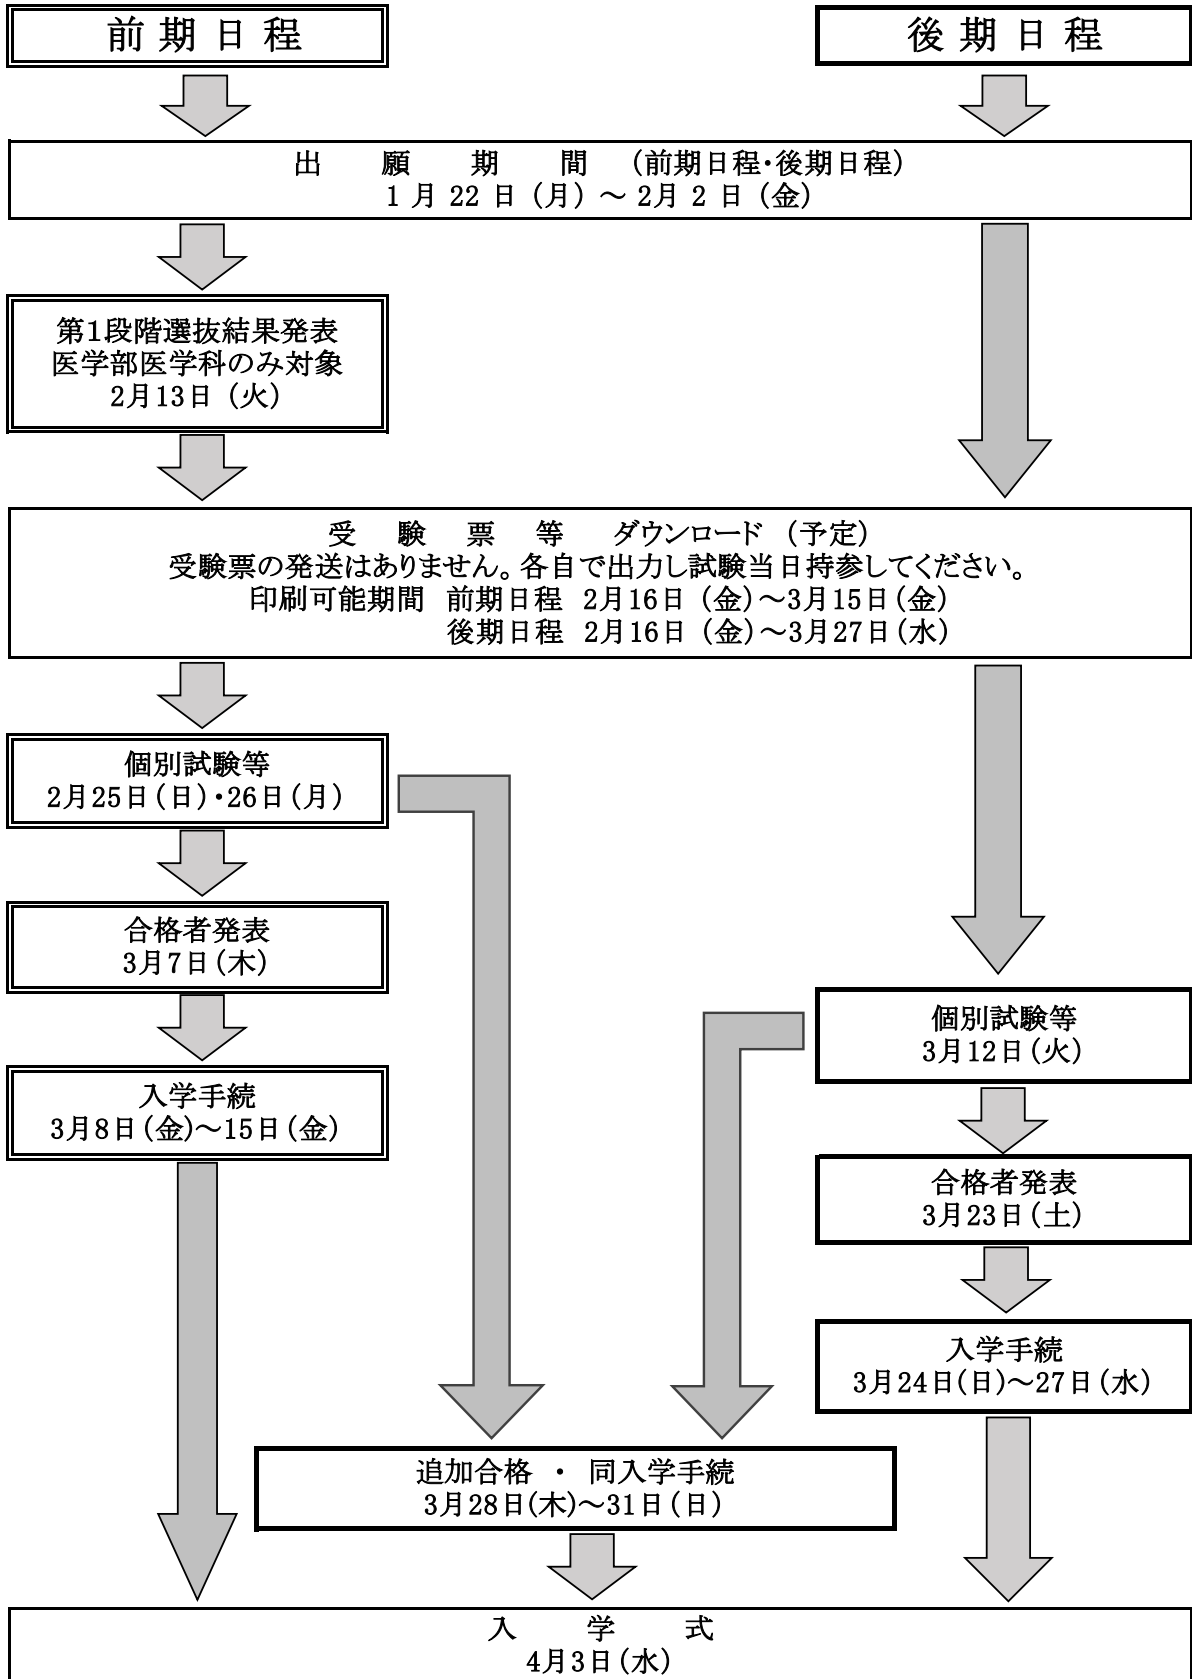 前期日程
後期日程
出　願　期　間　（前期日程・後期日程）
1 月 22 日（月）～ 2月 2 日（金）
第１段階選抜結果発表
医学部医学科のみ対象
2月13日（火）
受　験　票　等　ダウンロード（予定）
受験票の発送はありません。各自で出力し試験当日持参してください。
印刷可能期間　前期日程　2月16日（金）～3月15日（金）
後期日程　2月16日（金）～3月27日（水）
個別試験等
2月25日（日）・26日（月）
合格者発表
3月7日（木）
入学手続
3月8日（金）～15日（金）
個別試験等
3月12日（火）
合格者発表
3月23日（土）
入学手続
3月24日（日）～27日（水）
追加合格　・　同入学手続
3月28日（木）～31日（日）
入　学　式
4月3日（水）